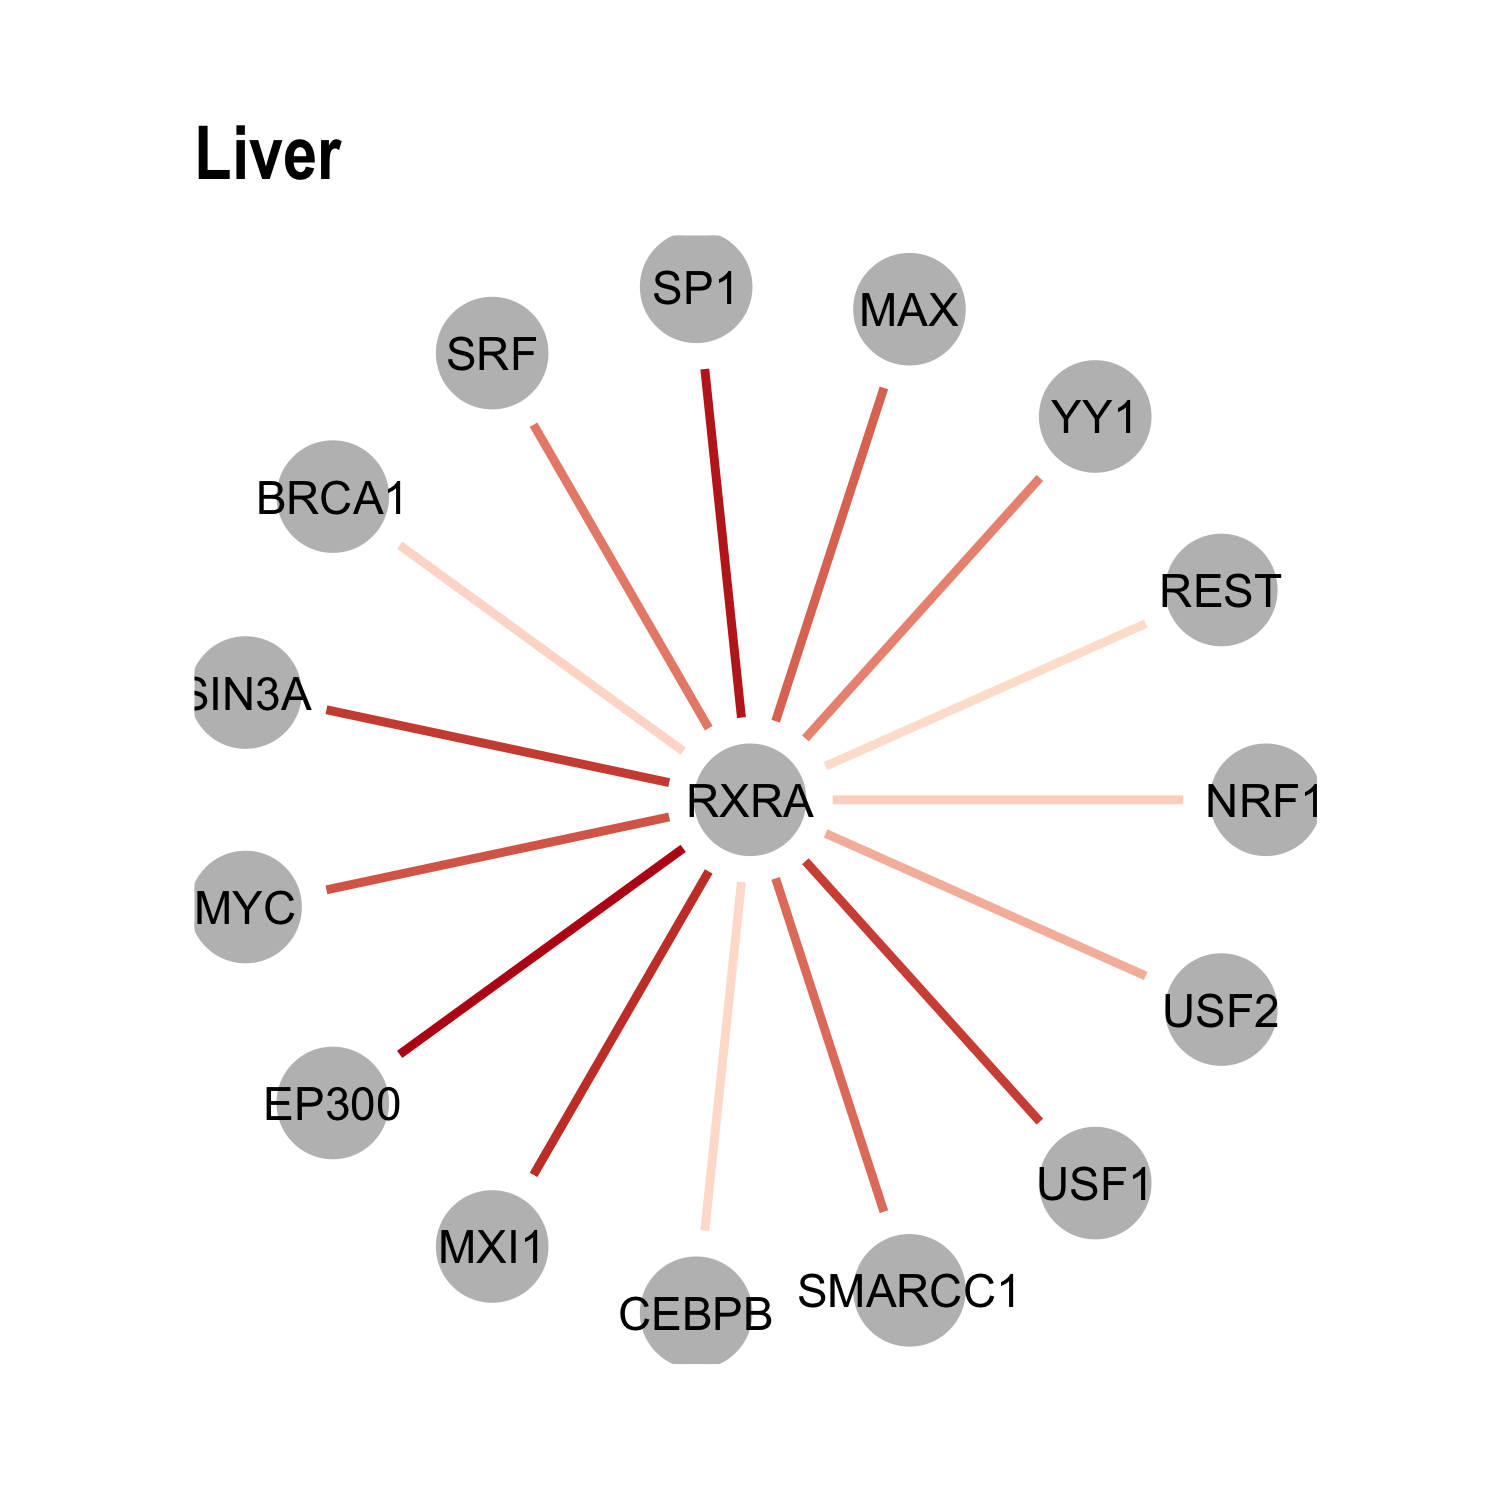 Liver
SP1
MAX
SRF
YY1
BRCA1
REST
SIN3A
RXRA
NRF1
MYC
USF2
EP300
USF1
MXI1
SMARCC1
CEBPB